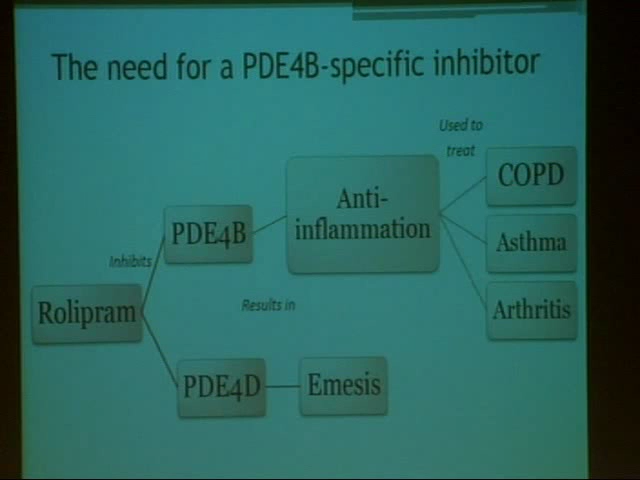 The need for a PDE4B-specific inhibitor
Used to
treat
COPD
Anti-
inflammation
PDE4B
Asthma
Inhibits
Results in
Rolipram
Arthritis
PDE4D
Emesis